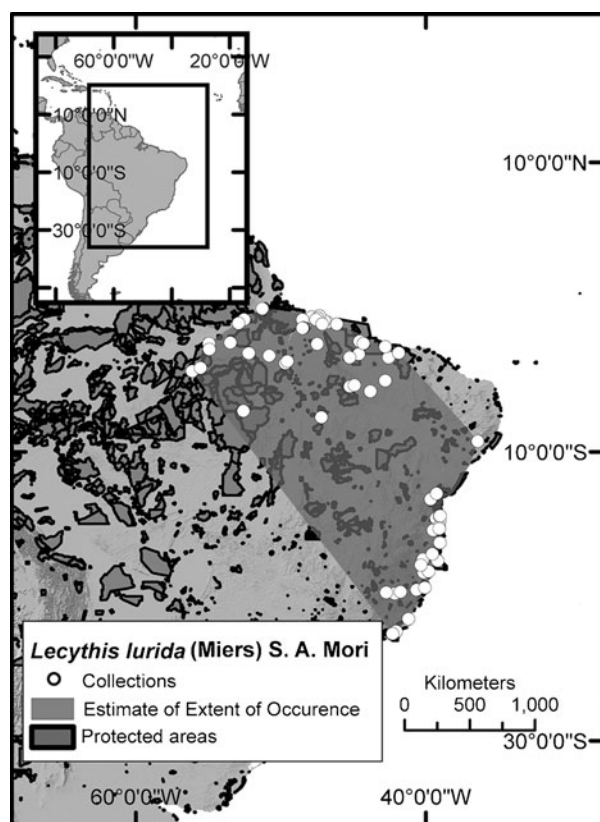 60°0'0"W 20°0'0"W
10°0'0"N
10°0'0"S
30°0'0"S
10°0'0"N
10°0'0"S
30°0'0"S
Lecythis lurida (Miers) S. A. Mori
Collections
Estimate of Extent of Occurence
Protected areas
Kilometers
0 500 1,000
60°0'0"W 40°0'0"W